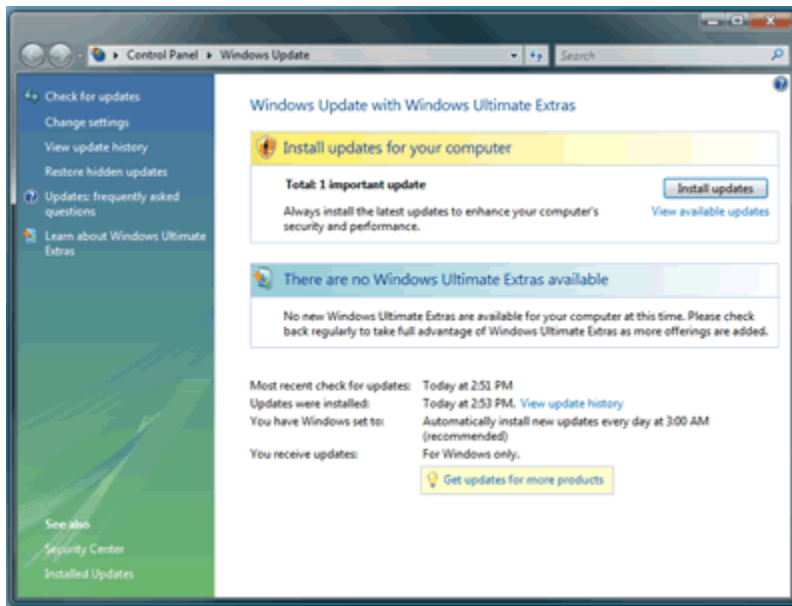 Control Panel Windows Update
Search
Check for updates
Change settings
View update history
Restore hidden updates
Updates: frequently asked
questions
Learn about Windows Ultimate
Extras
See also
Security Center
Installed Updates
Windows Update with Windows Ultimate Extras
Install updates for your computer
Total: 1 important update
Install updates
Always install the latest updates to enhance your computer's
security and performance.
View available updates
There are no Windows Ultimate Extras available
No new Windows Ultimate Extras are available for your computer at this time. Please check
back regularly to take full advantage of Windows Ultimate Extras as more offerings are added.
Most recent check for updates: Today at 2:51 PM
Updates were installed: Today at 2:53 PM. View update history
You have Windows set to: Automatically install new updates every day at 3:00 AM
(recommended)
You receive updates: For Windows only.
Get updates for more products